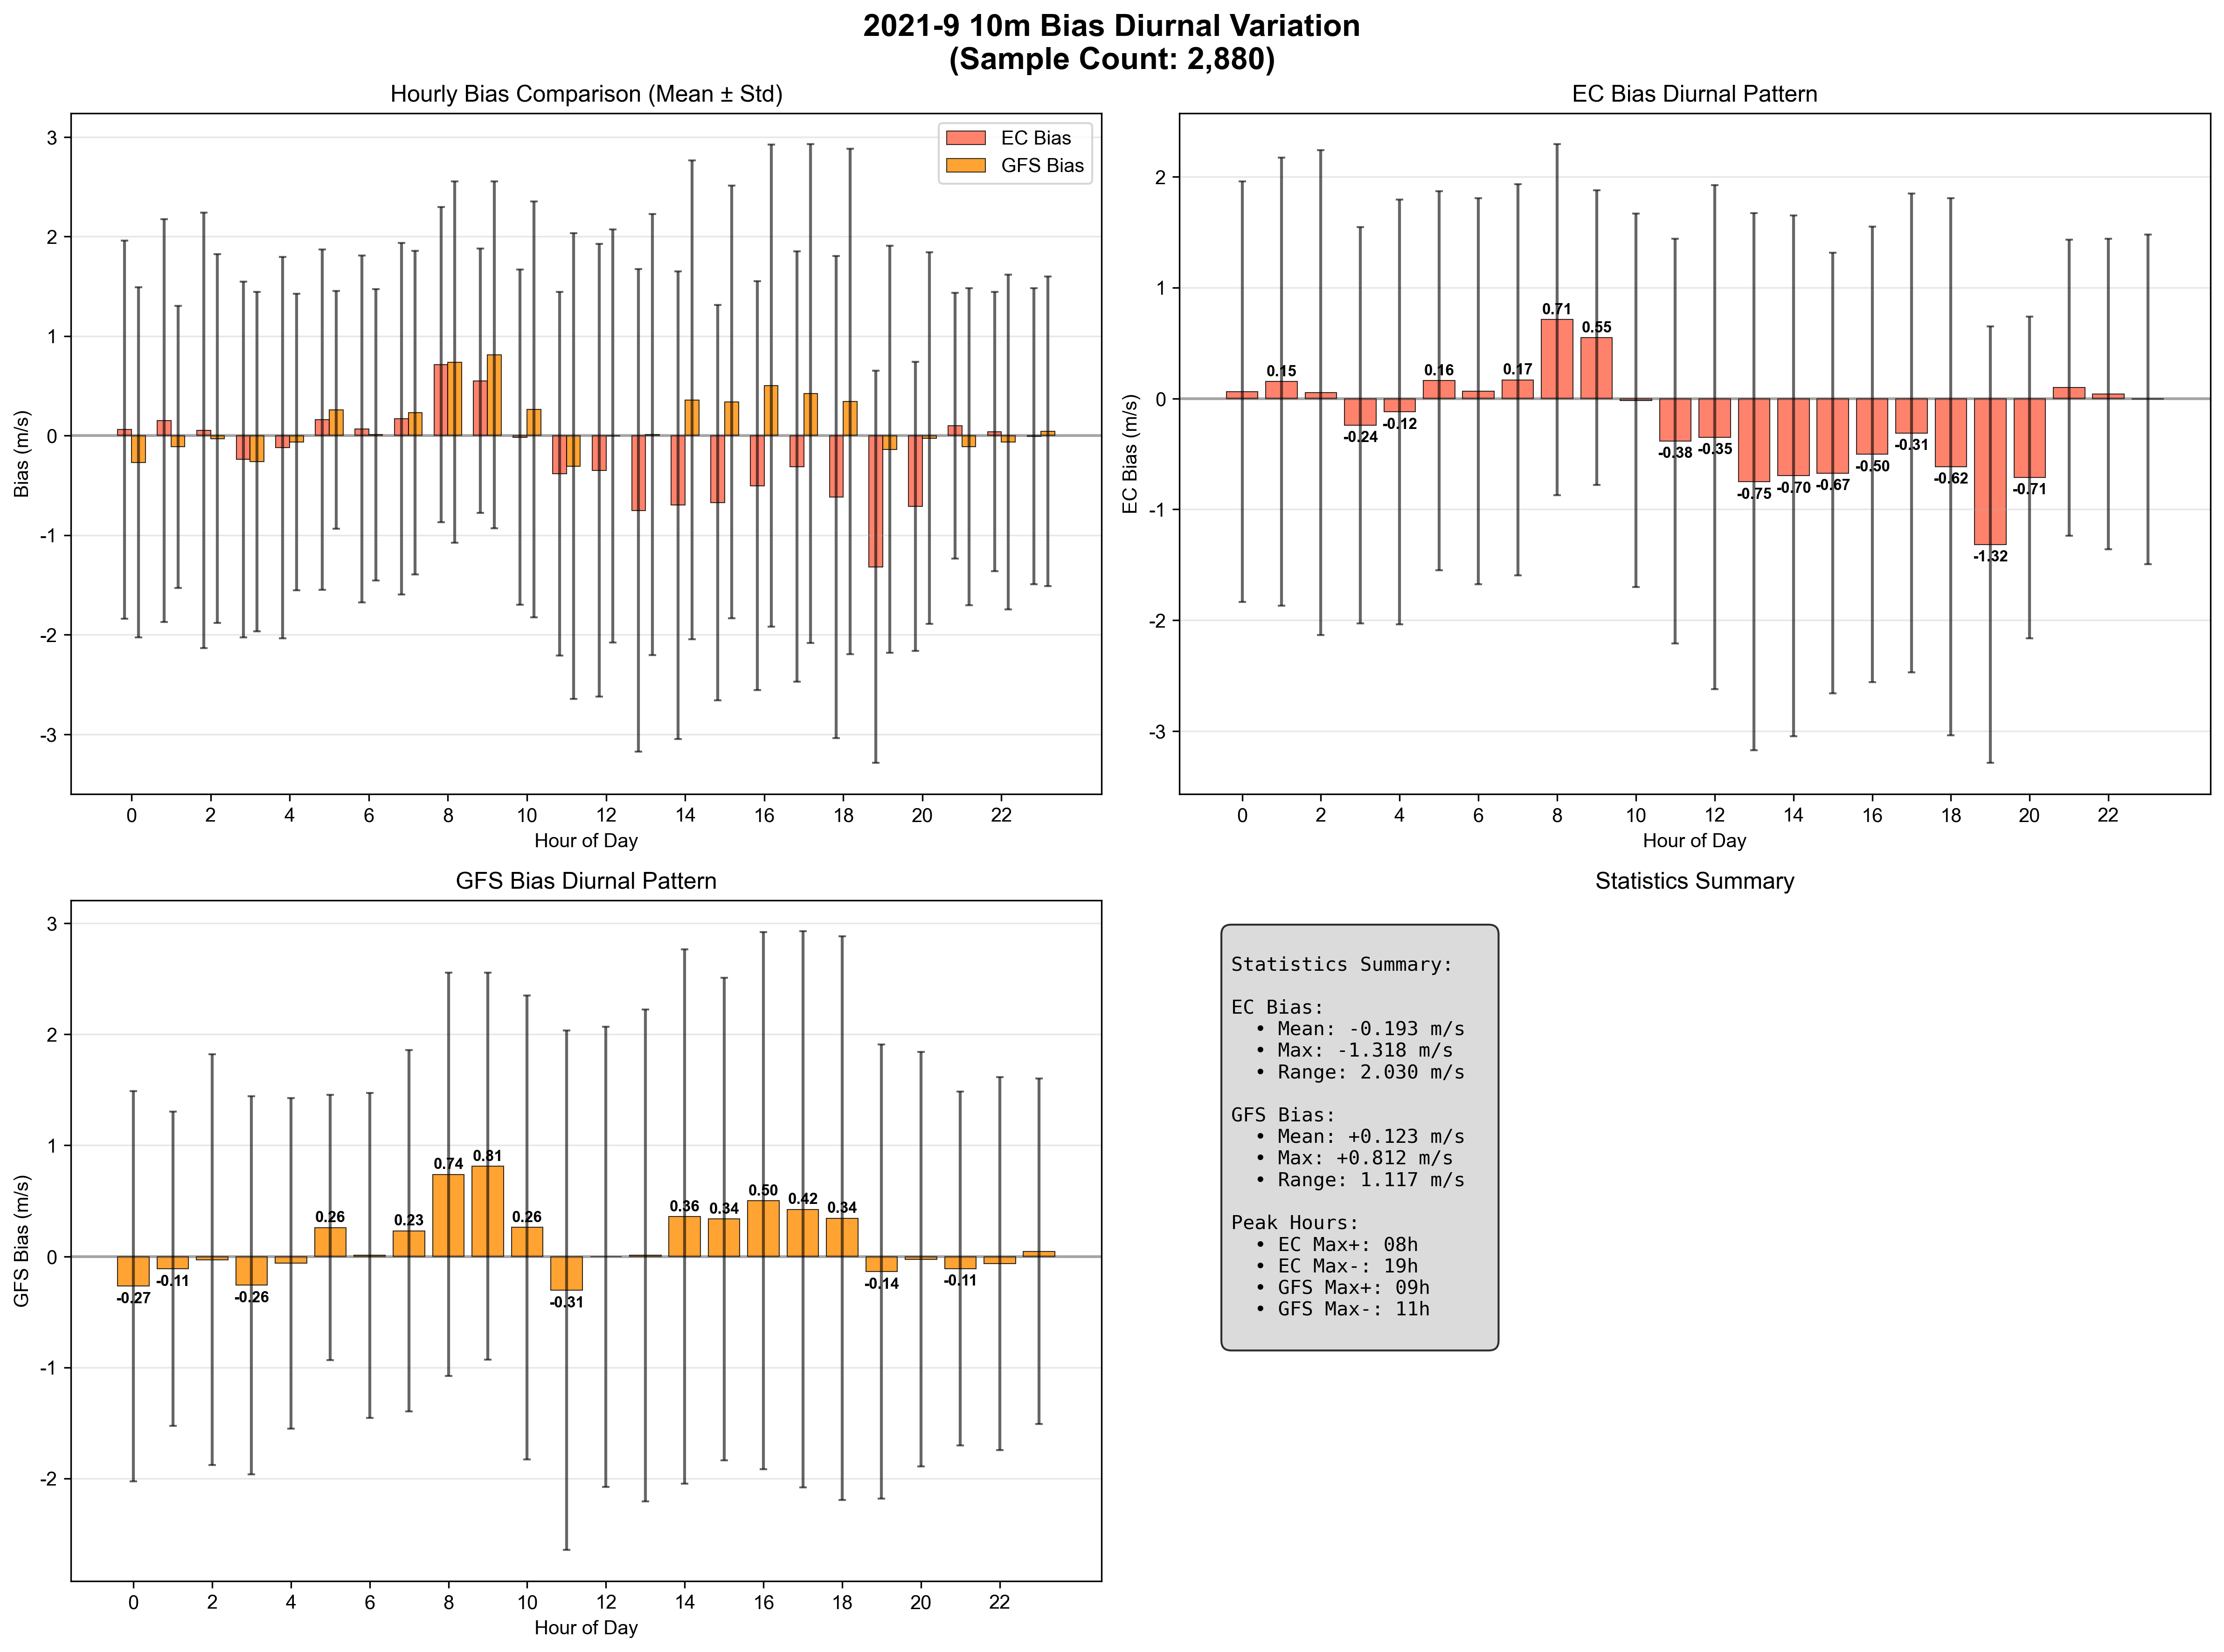 2021-9 10m Bias Diurnal Variation
(Sample Count: 2,880)
Hourly Bias Comparison (Mean ± Std)
EC Bias
GFS Bias
3
2
1
0
-1
-2
-3
Bias (m/s)
0 2 4 6 8 10 12 14 16 18 20 22
Hour of Day
EC Bias Diurnal Pattern
2
1
0
-1
-2
-3
EC Bias (m/s)
0.15 -0.24 -0.12 0.16 0.17 0.71 0.55 -0.38 -0.35 -0.75 -0.70 -0.67 -0.50 -0.31 -0.62 -1.32 -0.71
0 2 4 6 8 10 12 14 16 18 20 22
Hour of Day
GFS Bias Diurnal Pattern
3
2
1
0
-1
-2
GFS Bias (m/s)
-0.27 -0.11 -0.26 0.26 0.23 0.74 0.81 0.26 -0.31 0.36 0.34 0.50 0.42 0.34 -0.14 -0.11
0 2 4 6 8 10 12 14 16 18 20 22
Hour of Day
Statistics Summary
Statistics Summary:
EC Bias:
• Mean: -0.193 m/s
• Max: -1.318 m/s
• Range: 2.030 m/s
GFS Bias:
• Mean: +0.123 m/s
• Max: +0.812 m/s
• Range: 1.117 m/s
Peak Hours:
• EC Max+: 08h
• EC Max-: 19h
• GFS Max+: 09h
• GFS Max-: 11h